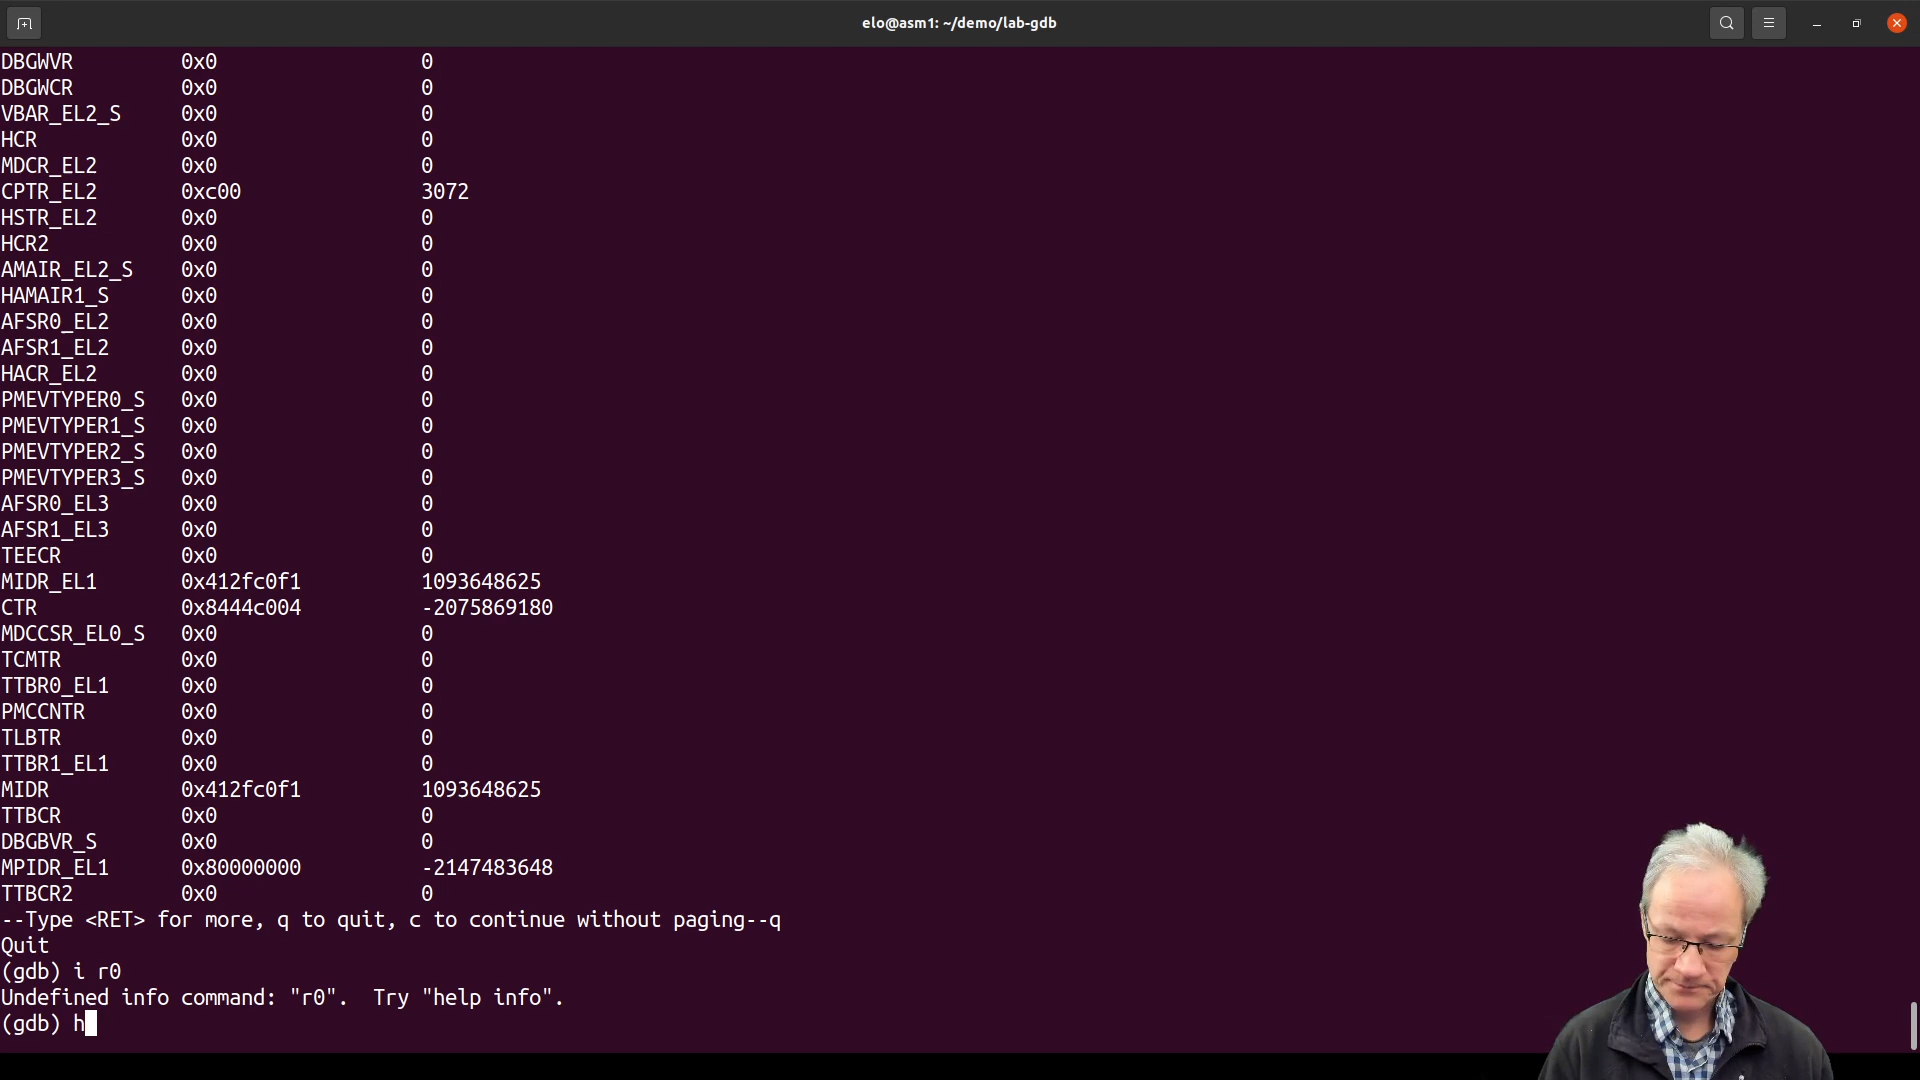 elo@asm1: ~/demo/lab-gdb
DBGWVR 0x0 0
DBGWCR 0x0 0
VBAR_EL2_S 0x0 0
HCR 0x0 0
MDCR_EL2 0x0 0
CPTR_EL2 0xc00 3072
HSTR_EL2 0x0 0
HCR2 0x0 0
AMAIR_EL2_S 0x0 0
HAMAIR1_S 0x0 0
AFSR0_EL2 0x0 0
AFSR1_EL2 0x0 0
HACR_EL2 0x0 0
PMEVTYPER0_S 0x0 0
PMEVTYPER1_S 0x0 0
PMEVTYPER2_S 0x0 0
PMEVTYPER3_S 0x0 0
AFSR0_EL3 0x0 0
AFSR1_EL3 0x0 0
TEECR 0x0 0
MIDR_EL1 0x412fc0f1 1093648625
CTR 0x8444c004 -2075869180
MDCCSR_EL0_S 0x0 0
TCMTR 0x0 0
TTBR0_EL1 0x0 0
PMCCNTR 0x0 0
TLBTR 0x0 0
TTBR1_EL1 0x0 0
MIDR 0x412fc0f1 1093648625
TTBCR 0x0 0
DBGBVR_S 0x0 0
MPIDR_EL1 0x80000000 -2147483648
TTBCR2 0x0 0
--Type <RET> for more, q to quit, c to continue without paging--q
Quit
(gdb) i r0
Undefined info command: "r0".  Try "help info".
(gdb) h